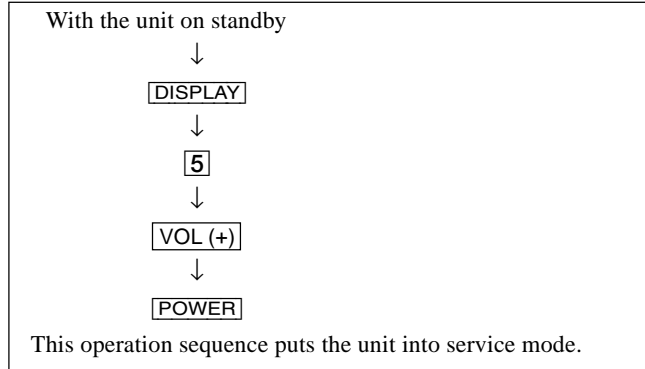 With the unit on standby
↓
DISPLAY
↓
5
↓
VOL (+)
↓
POWER
This operation sequence puts the unit into service mode.